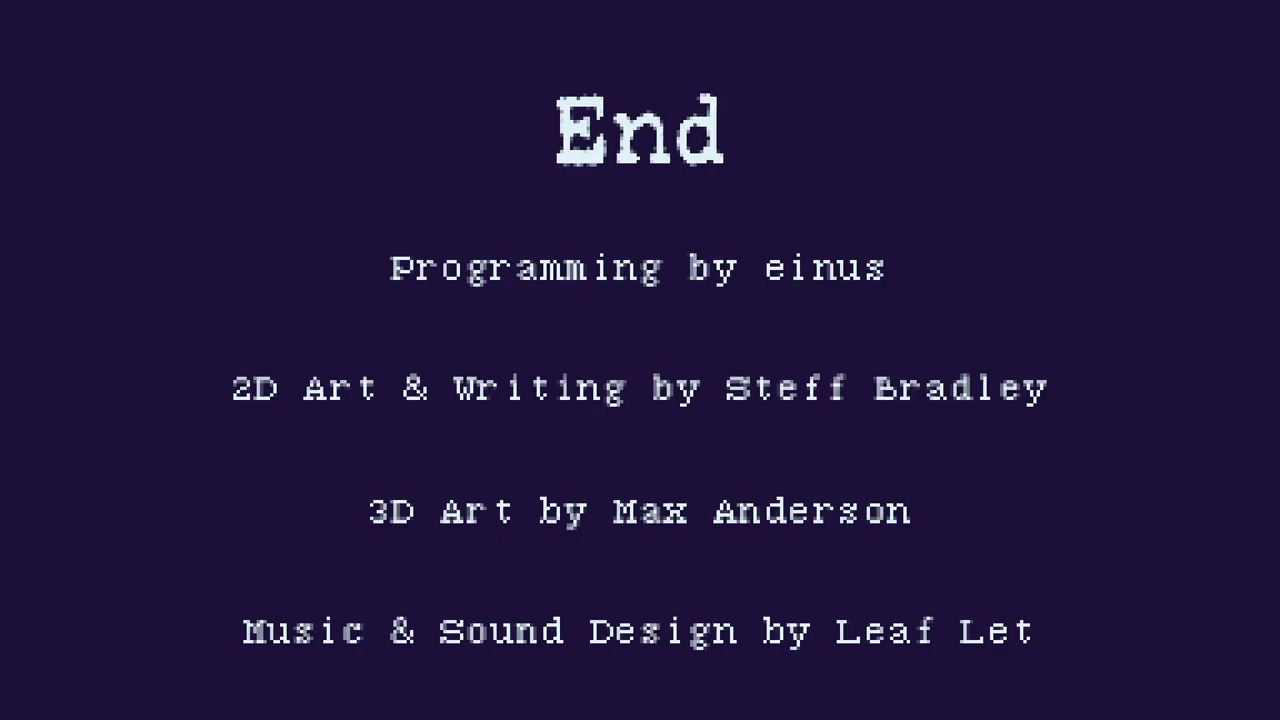 End
Programming by einus
2D Art & Writing by Steff Bradley
3D Art by Max Anderson
Music & Sound Design by Leaf Let